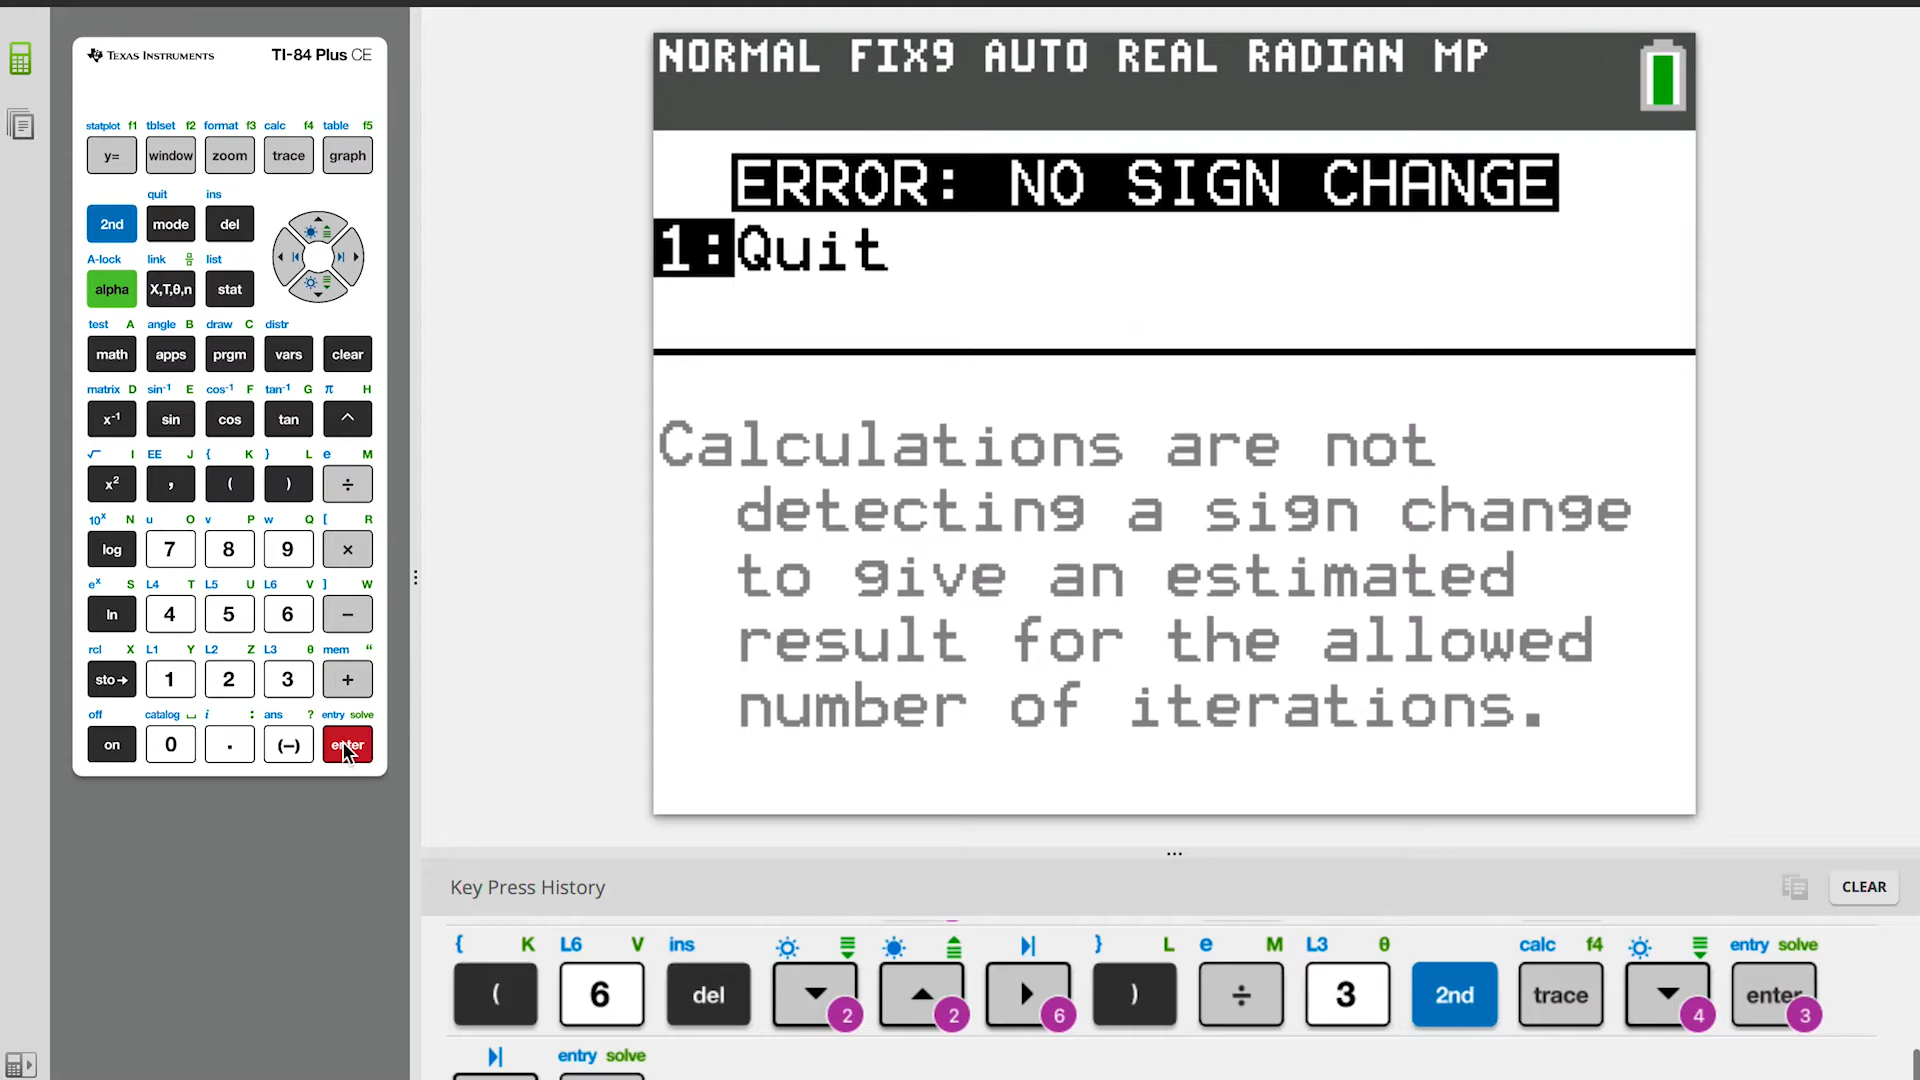 TEXAS INSTRUMENTS TI-84 Plus CE
statplot f1 tblset f2 format f3 calc f4 table f5
y= window zoom trace graph
quit ins
2nd mode del
A-lock link list
alpha X,T,θ,n stat
test A angle B draw C distr
math apps prgm vars clear
matrix D sin⁻¹ E cos⁻¹ F tan⁻¹ G π H
x⁻¹ sin cos tan ^
√ I EE J { K } L e M
x² , ( ) ÷
10ˣ N u O v P w Q [ R
log 7 8 9 ×
eˣ S L4 T L5 U L6 V ] W
ln 4 5 6 −
rcl X L1 Y L2 Z L3 θ mem “
sto→ 1 2 3 +
off catalog ⎵ i : ans ? entry solve
on 0 . (−) enter
NORMAL FIX9 AUTO REAL RADIAN MP
ERROR: NO SIGN CHANGE
1:Quit
Calculations are not
detecting a sign change
to give an estimated
result for the allowed
number of iterations.
Key Press History
CLEAR
{ K L6 V ins } L e M L3 θ calc f4 entry solve
( 6 del ) ÷ 3 2nd trace enter
2 2 6 4 3
entry solve